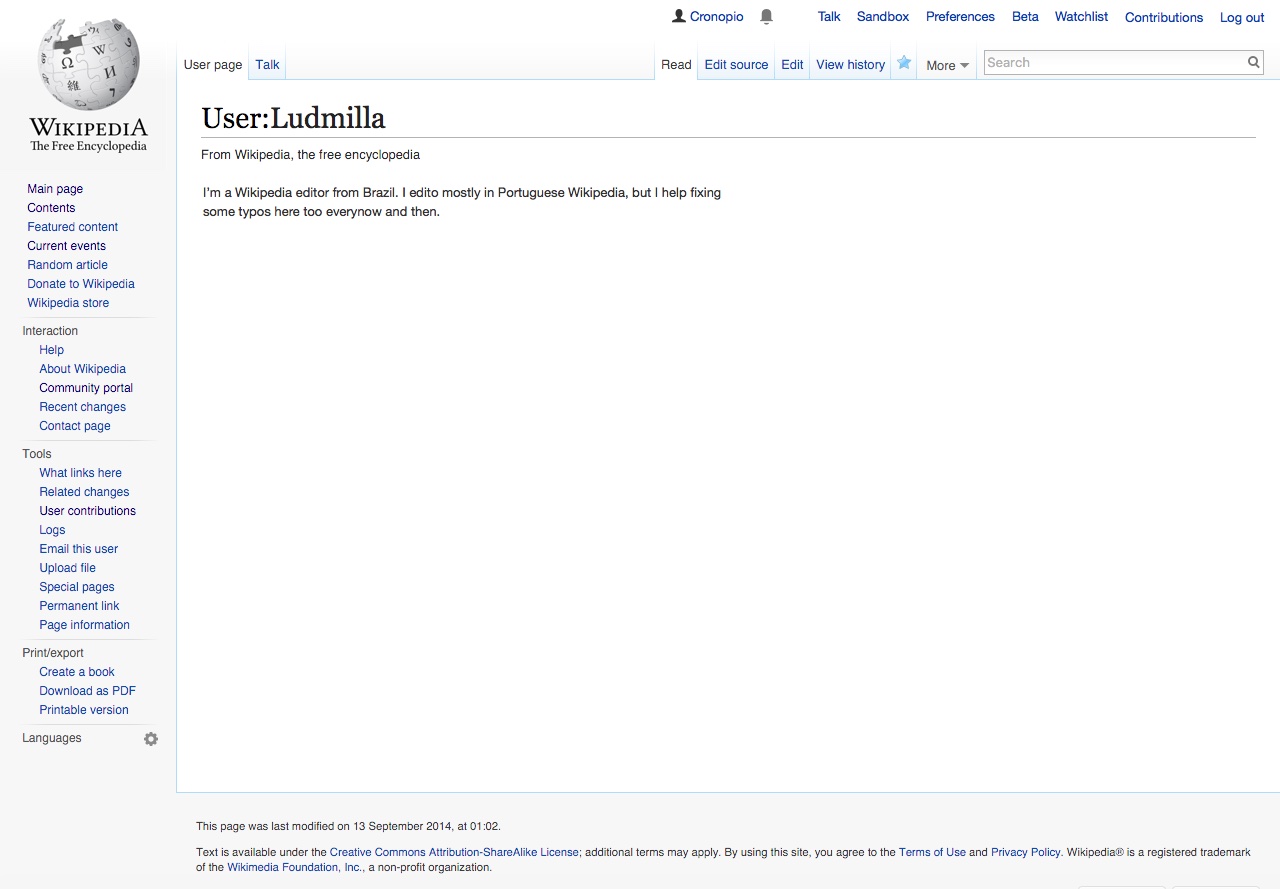 Cronopio
Talk
Sandbox
Preferences
Beta
Watchlist
Contributions
Log out
User page
Talk
Read
Edit source
Edit
View history
More
Search
WIKIPEDIA
The Free Encyclopedia
User:Ludmilla
From Wikipedia, the free encyclopedia
I'm a Wikipedia editor from Brazil. I edito mostly in Portuguese Wikipedia, but I help fixing
some typos here too everynow and then.
Main page
Contents
Featured content
Current events
Random article
Donate to Wikipedia
Wikipedia store
Interaction
Help
About Wikipedia
Community portal
Recent changes
Contact page
Tools
What links here
Related changes
User contributions
Logs
Email this user
Upload file
Special pages
Permanent link
Page information
Print/export
Create a book
Download as PDF
Printable version
Languages
This page was last modified on 13 September 2014, at 01:02.
Text is available under the Creative Commons Attribution-ShareAlike License; additional terms may apply. By using this site, you agree to the Terms of Use and Privacy Policy. Wikipedia® is a registered trademark
of the Wikimedia Foundation, Inc., a non-profit organization.